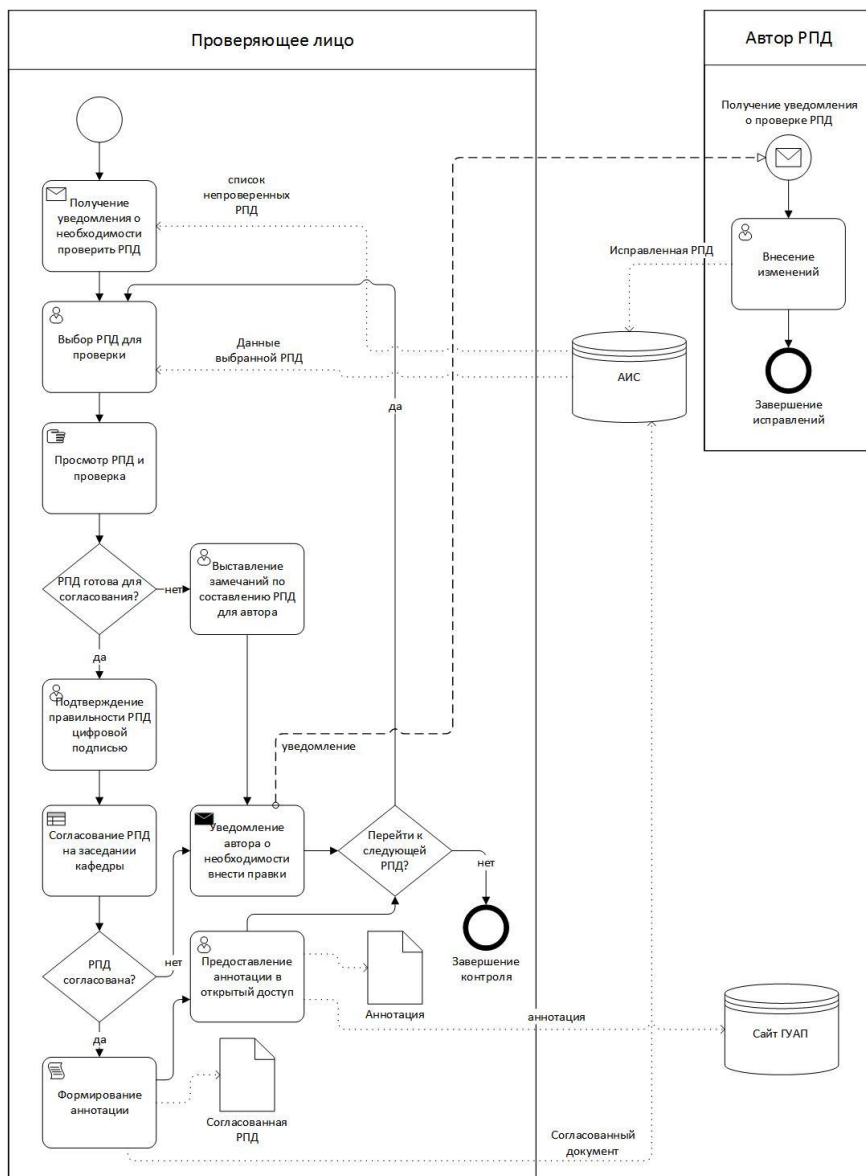 Проверяющее лицо
Автор РПД
Получение уведомления
о проверке РПД
список
непроверенных
РПД
Получение
уведомления о
необходимости
проверить РПД
Исправленная РПД
Внесение
изменений
Выбор РПД для
проверки
Данные
выбранной РПД
АИС
да
Завершение
исправлений
Просмотр РПД и
проверка
РПД готова для
согласования?
нет
Выставление
замечаний по
составлению РПД
для автора
да
Подтверждение
правильности РПД
цифровой
подписью
уведомление
Согласование РПД
на заседании
кафедры
Уведомление
автора о
необходимости
внести правки
Перейти к
следующей
РПД?
нет
РПД
согласована?
нет
Предоставление
аннотации в
открытый доступ
Завершение
контроля
Аннотация
аннотация
Сайт ГУАП
да
Формирование
аннотации
Согласованная
РПД
Согласованный
документ